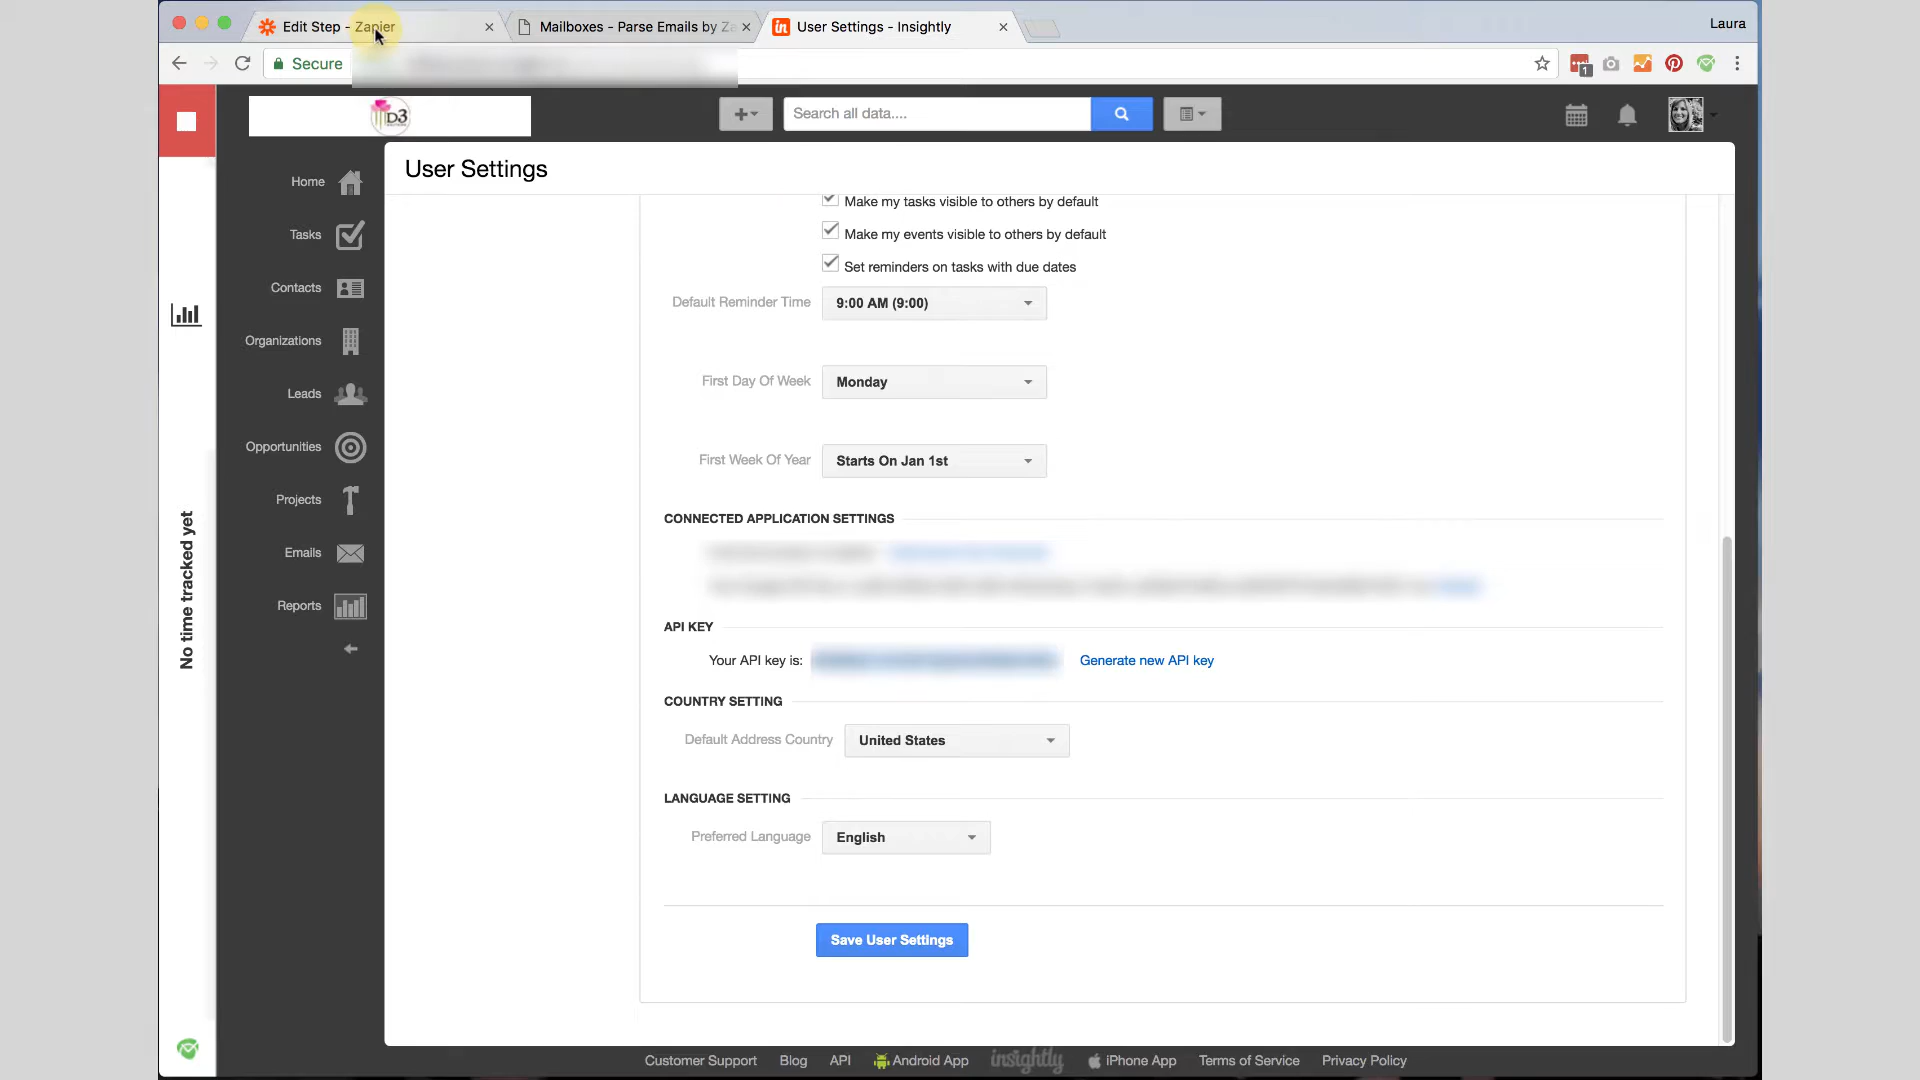 Edit Step - Zapier
Mailboxes - Parse Emails by Za
User Settings - Insightly
Laura
Secure
1
D3
Search all data....
User Settings
Home
Tasks
Contacts
Organizations
Leads
Opportunities
Projects
Emails
Reports
No time tracked yet
Make my tasks visible to others by default
Make my events visible to others by default
Set reminders on tasks with due dates
Default Reminder Time
9:00 AM (9:00)
First Day Of Week
Monday
First Week Of Year
Starts On Jan 1st
CONNECTED APPLICATION SETTINGS
API KEY
Your API key is:
Generate new API key
COUNTRY SETTING
Default Address Country
United States
LANGUAGE SETTING
Preferred Language
English
Save User Settings
Customer Support
Blog
API
Android App
insightly
iPhone App
Terms of Service
Privacy Policy